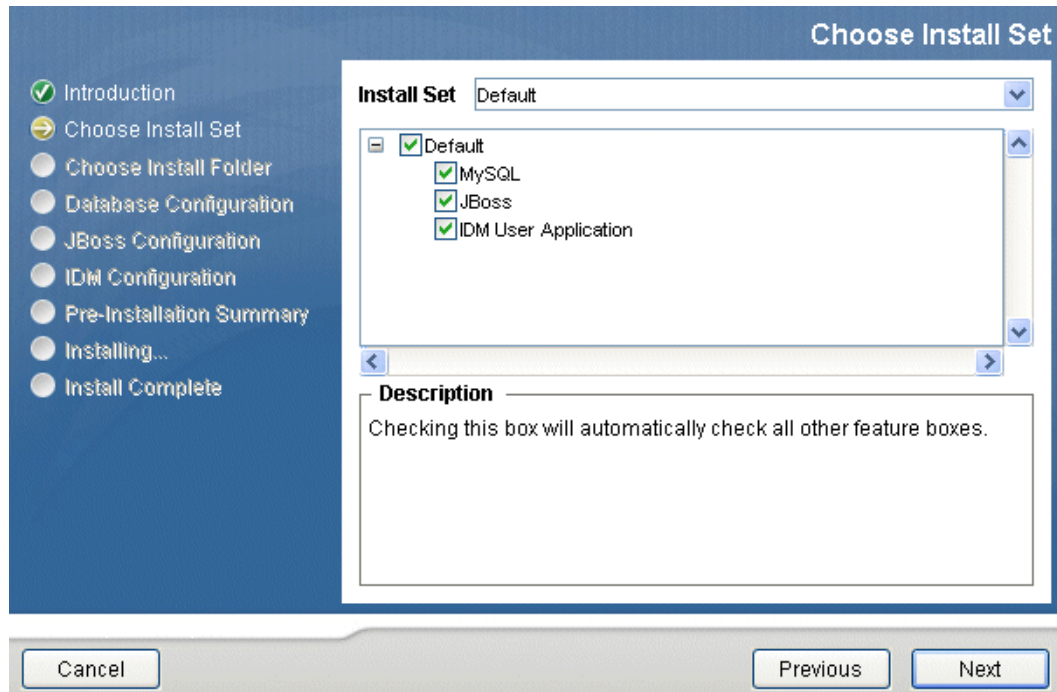 Choose Install Set
Introduction
Choose Install Set
Choose Install Folder
Database Configuration
JBoss Configuration
IDM Configuration
Pre-Installation Summary
Installing...
Install Complete
Install Set Default
Default
MySQL
JBoss
IDM User Application
Description
Checking this box will automatically check all other feature boxes.
Cancel Previous Next